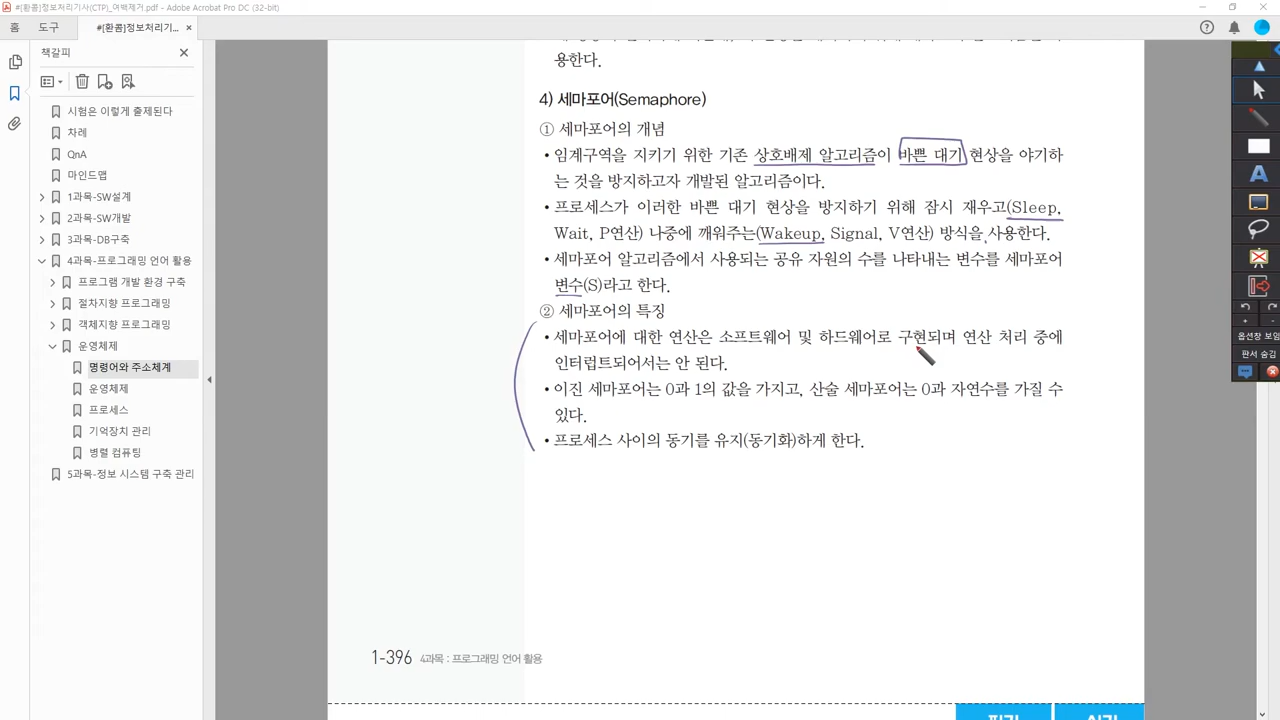 #[환콤]정보처리기사(CTP)_여백제거.pdf - Adobe Acrobat Pro DC (32-bit)
홈 도구 #[환콤]정보처리기...
책갈피
시험은 이렇게 출제된다
차례
QnA
마인드맵
1과목-SW설계
2과목-SW개발
3과목-DB구축
4과목-프로그래밍 언어 활용
프로그램 개발 환경 구축
절차지향 프로그래밍
객체지향 프로그래밍
운영체제
명령어와 주소체계
운영체제
프로세스
기억장치 관리
병렬 컴퓨팅
5과목-정보 시스템 구축 관리
용한다.
4) 세마포어(Semaphore)
① 세마포어의 개념
• 임계구역을 지키기 위한 기존 상호배제 알고리즘이 바쁜 대기 현상을 야기하
는 것을 방지하고자 개발된 알고리즘이다.
• 프로세스가 이러한 바쁜 대기 현상을 방지하기 위해 잠시 재우고(Sleep,
Wait, P연산) 나중에 깨워주는(Wakeup, Signal, V연산) 방식을 사용한다.
• 세마포어 알고리즘에서 사용되는 공유 자원의 수를 나타내는 변수를 세마포어
변수(S)라고 한다.
② 세마포어의 특징
• 세마포어에 대한 연산은 소프트웨어 및 하드웨어로 구현되며 연산 처리 중에
인터럽트되어서는 안 된다.
• 이진 세마포어는 0과 1의 값을 가지고, 산술 세마포어는 0과 자연수를 가질 수
있다.
• 프로세스 사이의 동기를 유지(동기화)하게 한다.
1-396 4과목 : 프로그래밍 언어 활용
옵션창 보임
판서 숨김